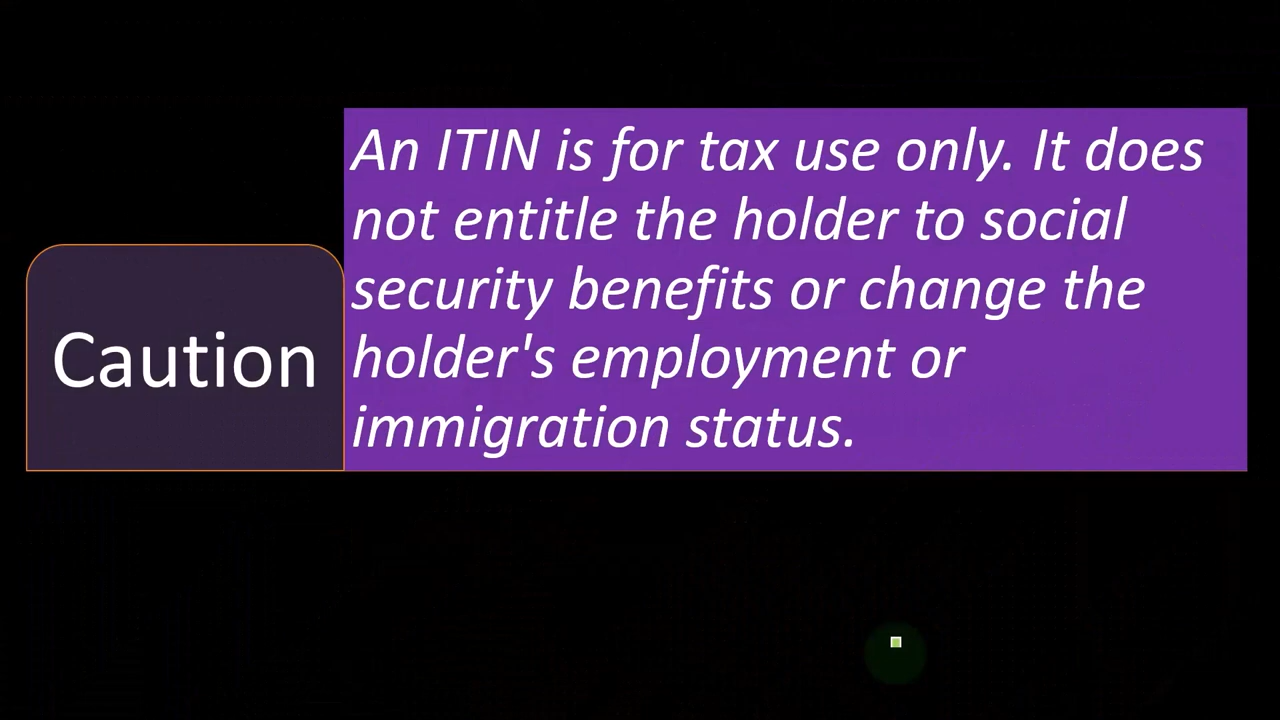 Caution
An ITIN is for tax use only. It does
not entitle the holder to social
security benefits or change the
holder's employment or
immigration status.